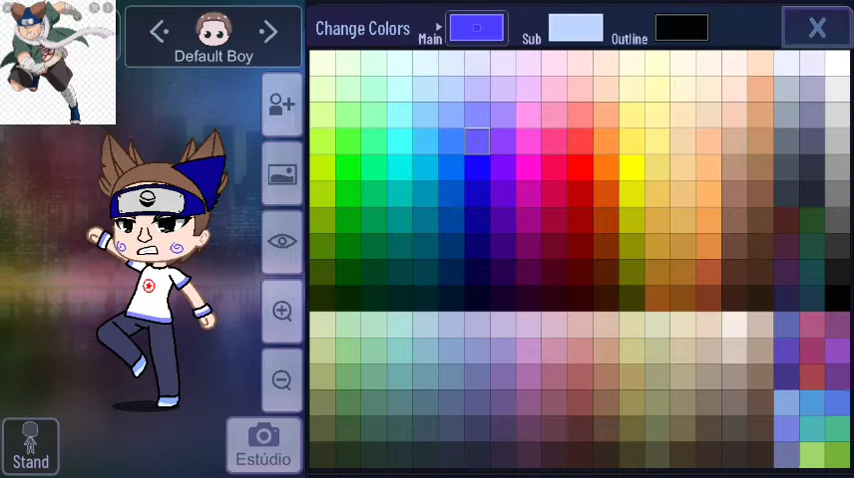 Default Boy
Change Colors
Main
Sub
Outline
X
Stand
Estúdio